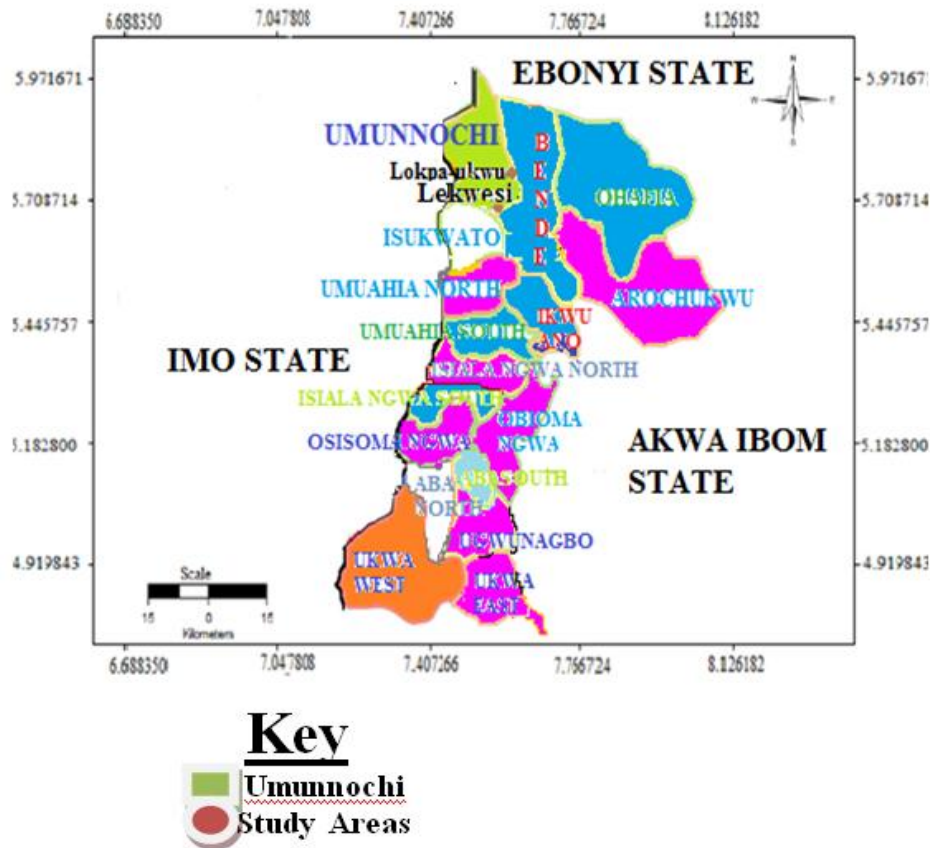 6.688350 7.047808 7.407266 7.766724 8.126182
5.971671 5.971671
EBONYI STATE
N
W E
S
UMUNNOCHI
BENDE
Lokpa-ukwu
Lekwesi
OHAFIA
5.708714 5.708714
ISUKWATO
UMUAHIA NORTH
AROCHUKWU
IKWU
ANO
5.445757 5.445757
UMUAHIA SOUTH
IMO STATE
ISIALA NGWA NORTH
ISIALA NGWA SOUTH
OBIOMA
NGWA
OSISOMA NGWA
5.182800 5.182800
AKWA IBOM
STATE
ABA SOUTH
ABA
NORTH
UGWUNAGBO
4.919843 4.919843
UKWA
WEST
UKWA
EAST
Scale
15 0 15
Kilometers
6.688350 7.047808 7.407266 7.766724 8.126182
Key
Umunnochi
Study Areas